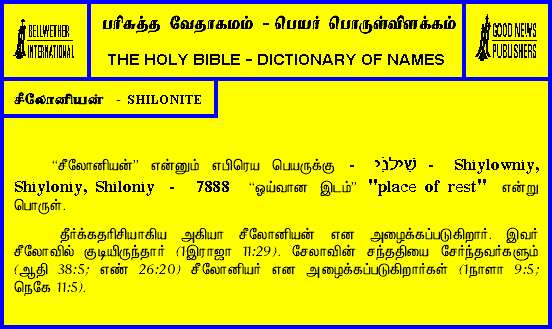 BELLWETHER
INTERNATIONAL
பரிசுத்த வேதாகமம் - பெயர் பொருள்விளக்கம்
THE HOLY BIBLE - DICTIONARY OF NAMES
GOOD NEWS
PUBLISHERS
சீலோனியன் - SHILONITE
“சீலோனியன்” என்னும் எபிரெய பெயருக்கு - שִׁילֹנִי - Shiylowniy,
Shiyloniy, Shiloniy - 7888 “ஓய்வான இடம்” "place of rest" என்று
பொருள்.
தீர்க்கதரிசியாகிய அகியா சீலோனியன் என அழைக்கப்படுகிறார். இவர்
சீலோவில் குடியிருந்தார் (1இராஜா 11:29). சேலாவின் சந்ததியை சேர்ந்தவர்களும்
(ஆதி 38:5; எண் 26:20) சீலோனியர் என அழைக்கப்படுகிறார்கள் (1நாளா 9:5;
நெகே 11:5).